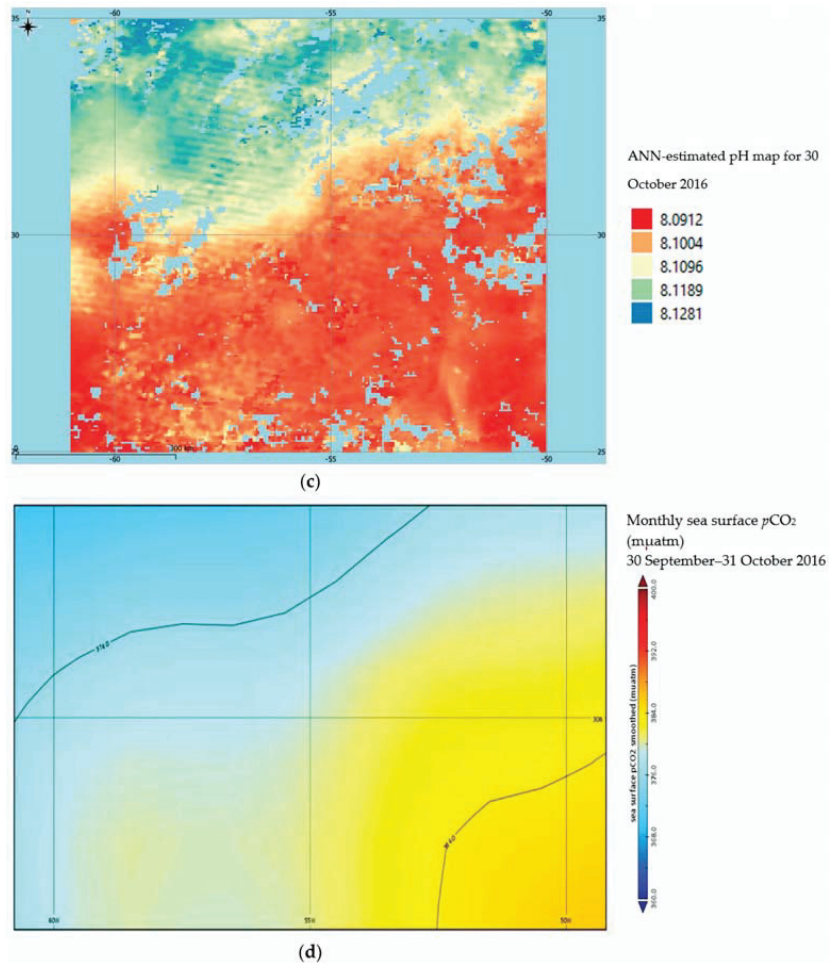 35
-60
-55
-50
35
30
30
25
25
-60
-55
-50
0
300 km
ANN-estimated pH map for 30
October 2016
8.0912
8.1004
8.1096
8.1189
8.1281
(c)
Monthly sea surface pCO₂
(mµatm)
30 September–31 October 2016
400.0
392.0
384.0
376.0
368.0
360.0
sea surface pCO2 smoothed (muatm)
30N
60W
55W
50W
(d)